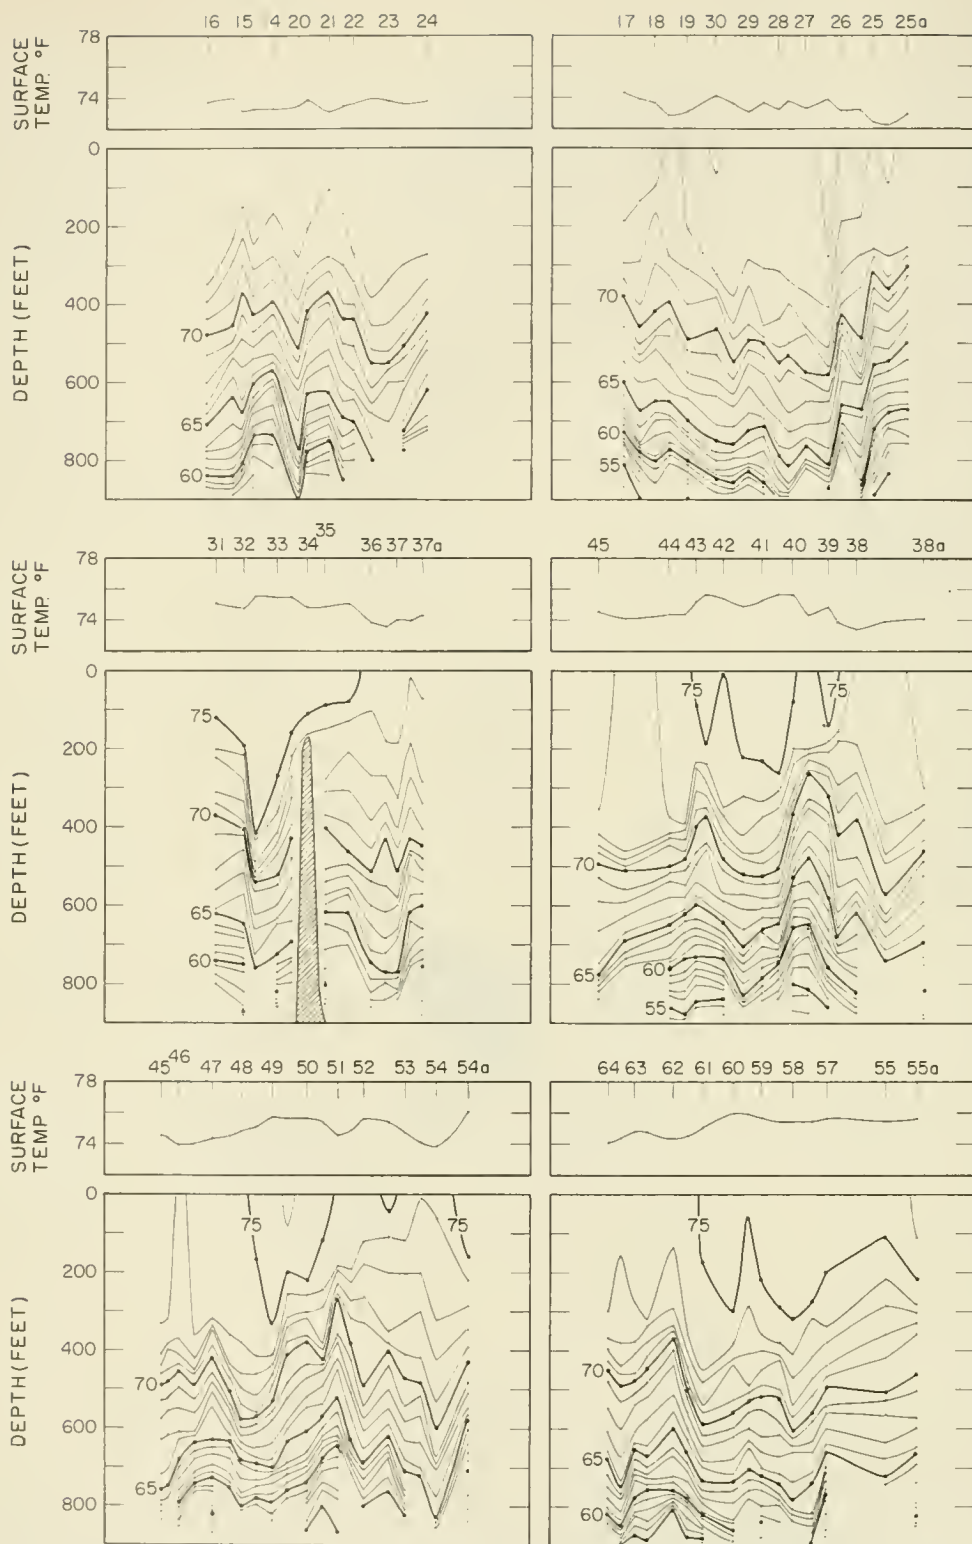 16 15 4 20 21 22 23 24
17 18 19 30 29 28 27 26 25 25a
78
SURFACE
TEMP. °F
74
0
200
400
600
800
DEPTH (FEET)
70
65
60
70
65
60
55
31 32 33 34 35 36 37 37a
45 44 43 42 41 40 39 38 38a
78
SURFACE
TEMP. °F
74
0
200
400
600
800
DEPTH (FEET)
75
70
65
60
75 75
70
65
60
55
45 46 47 48 49 50 51 52 53 54 54a
64 63 62 61 60 59 58 57 55 55a
78
SURFACE
TEMP °F
74
0
200
400
600
800
DEPTH (FEET)
75 75
70
65
75
70
65
60